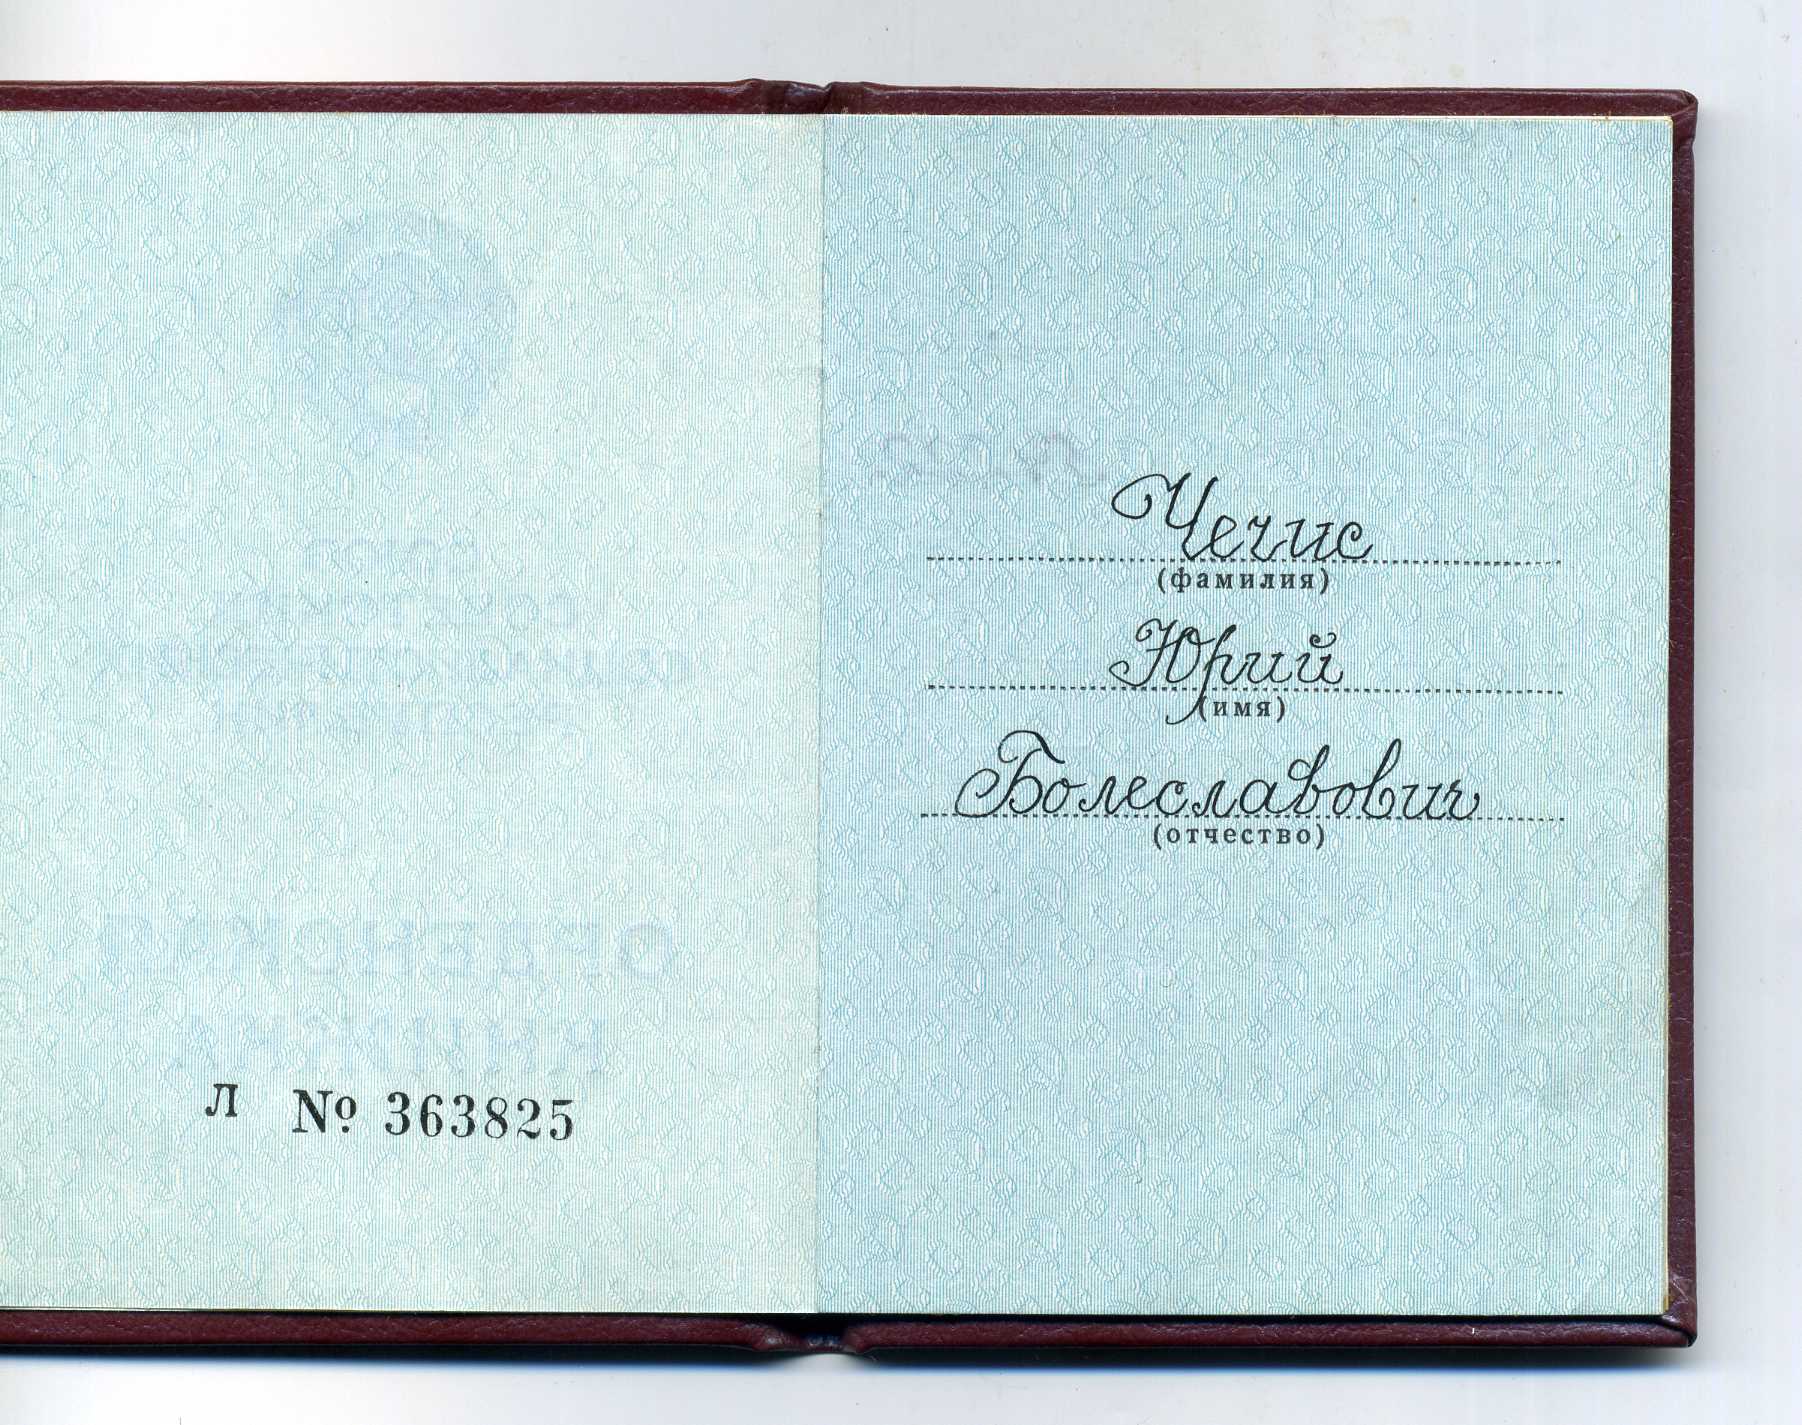 Л № 363825
Чечис
(фамилия)
Юрий
(имя)
Болеславович
(отчество)